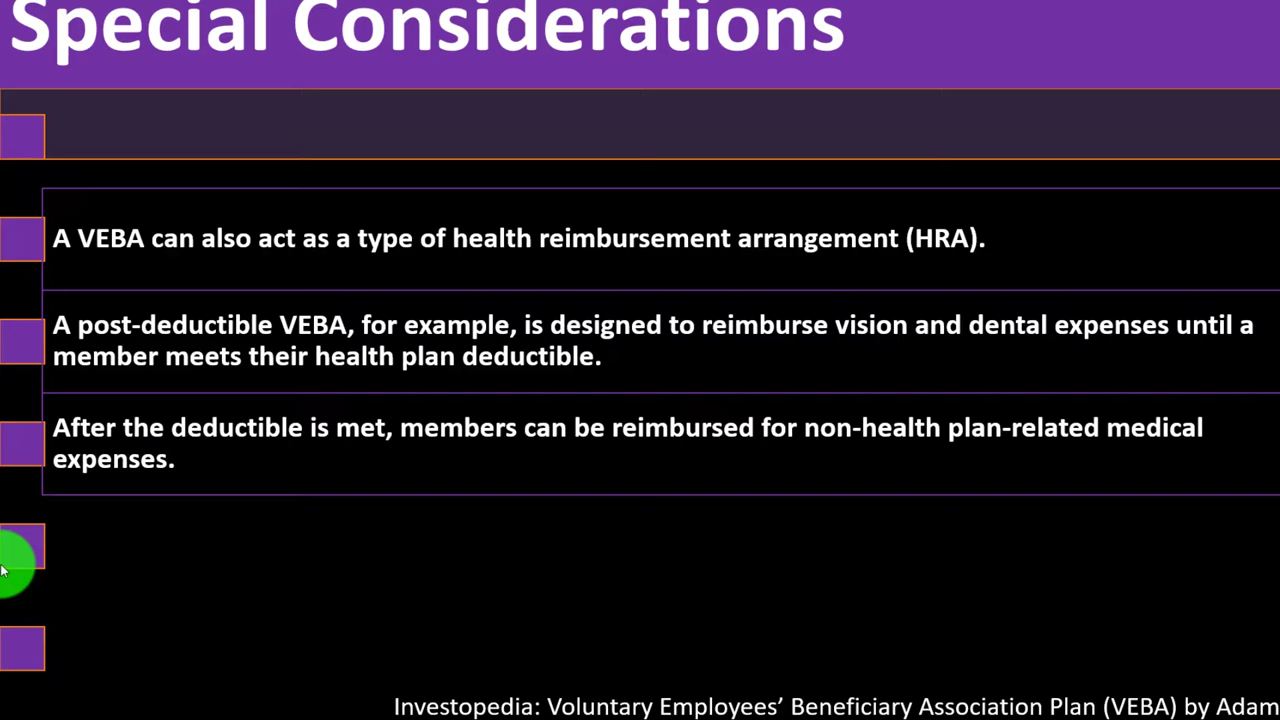 Special Considerations
A VEBA can also act as a type of health reimbursement arrangement (HRA).
A post-deductible VEBA, for example, is designed to reimburse vision and dental expenses until a
member meets their health plan deductible.
After the deductible is met, members can be reimbursed for non-health plan-related medical
expenses.
Investopedia: Voluntary Employees’ Beneficiary Association Plan (VEBA) by Adam